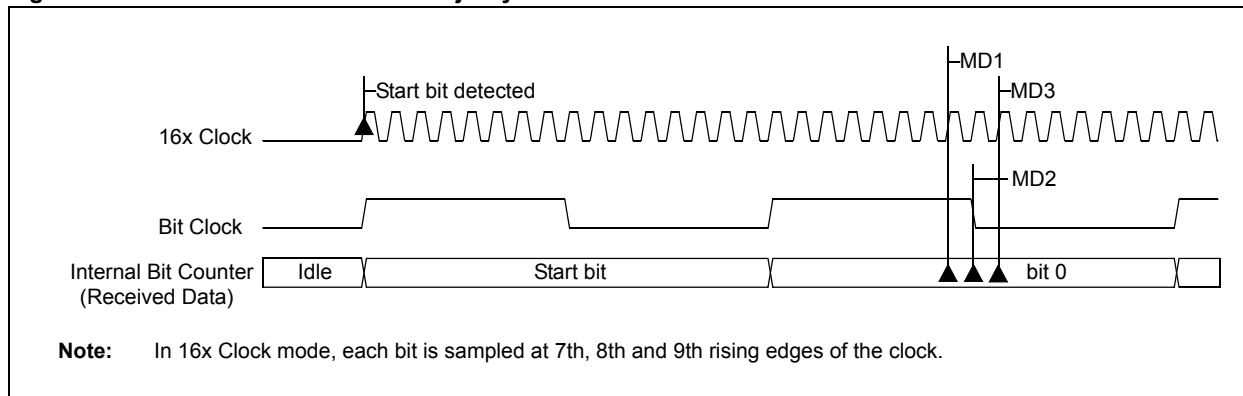 MD1
Start bit detected
MD3
16x Clock
MD2
Bit Clock
Internal Bit Counter
(Received Data)
Idle
Start bit
bit 0
Note: In 16x Clock mode, each bit is sampled at 7th, 8th and 9th rising edges of the clock.